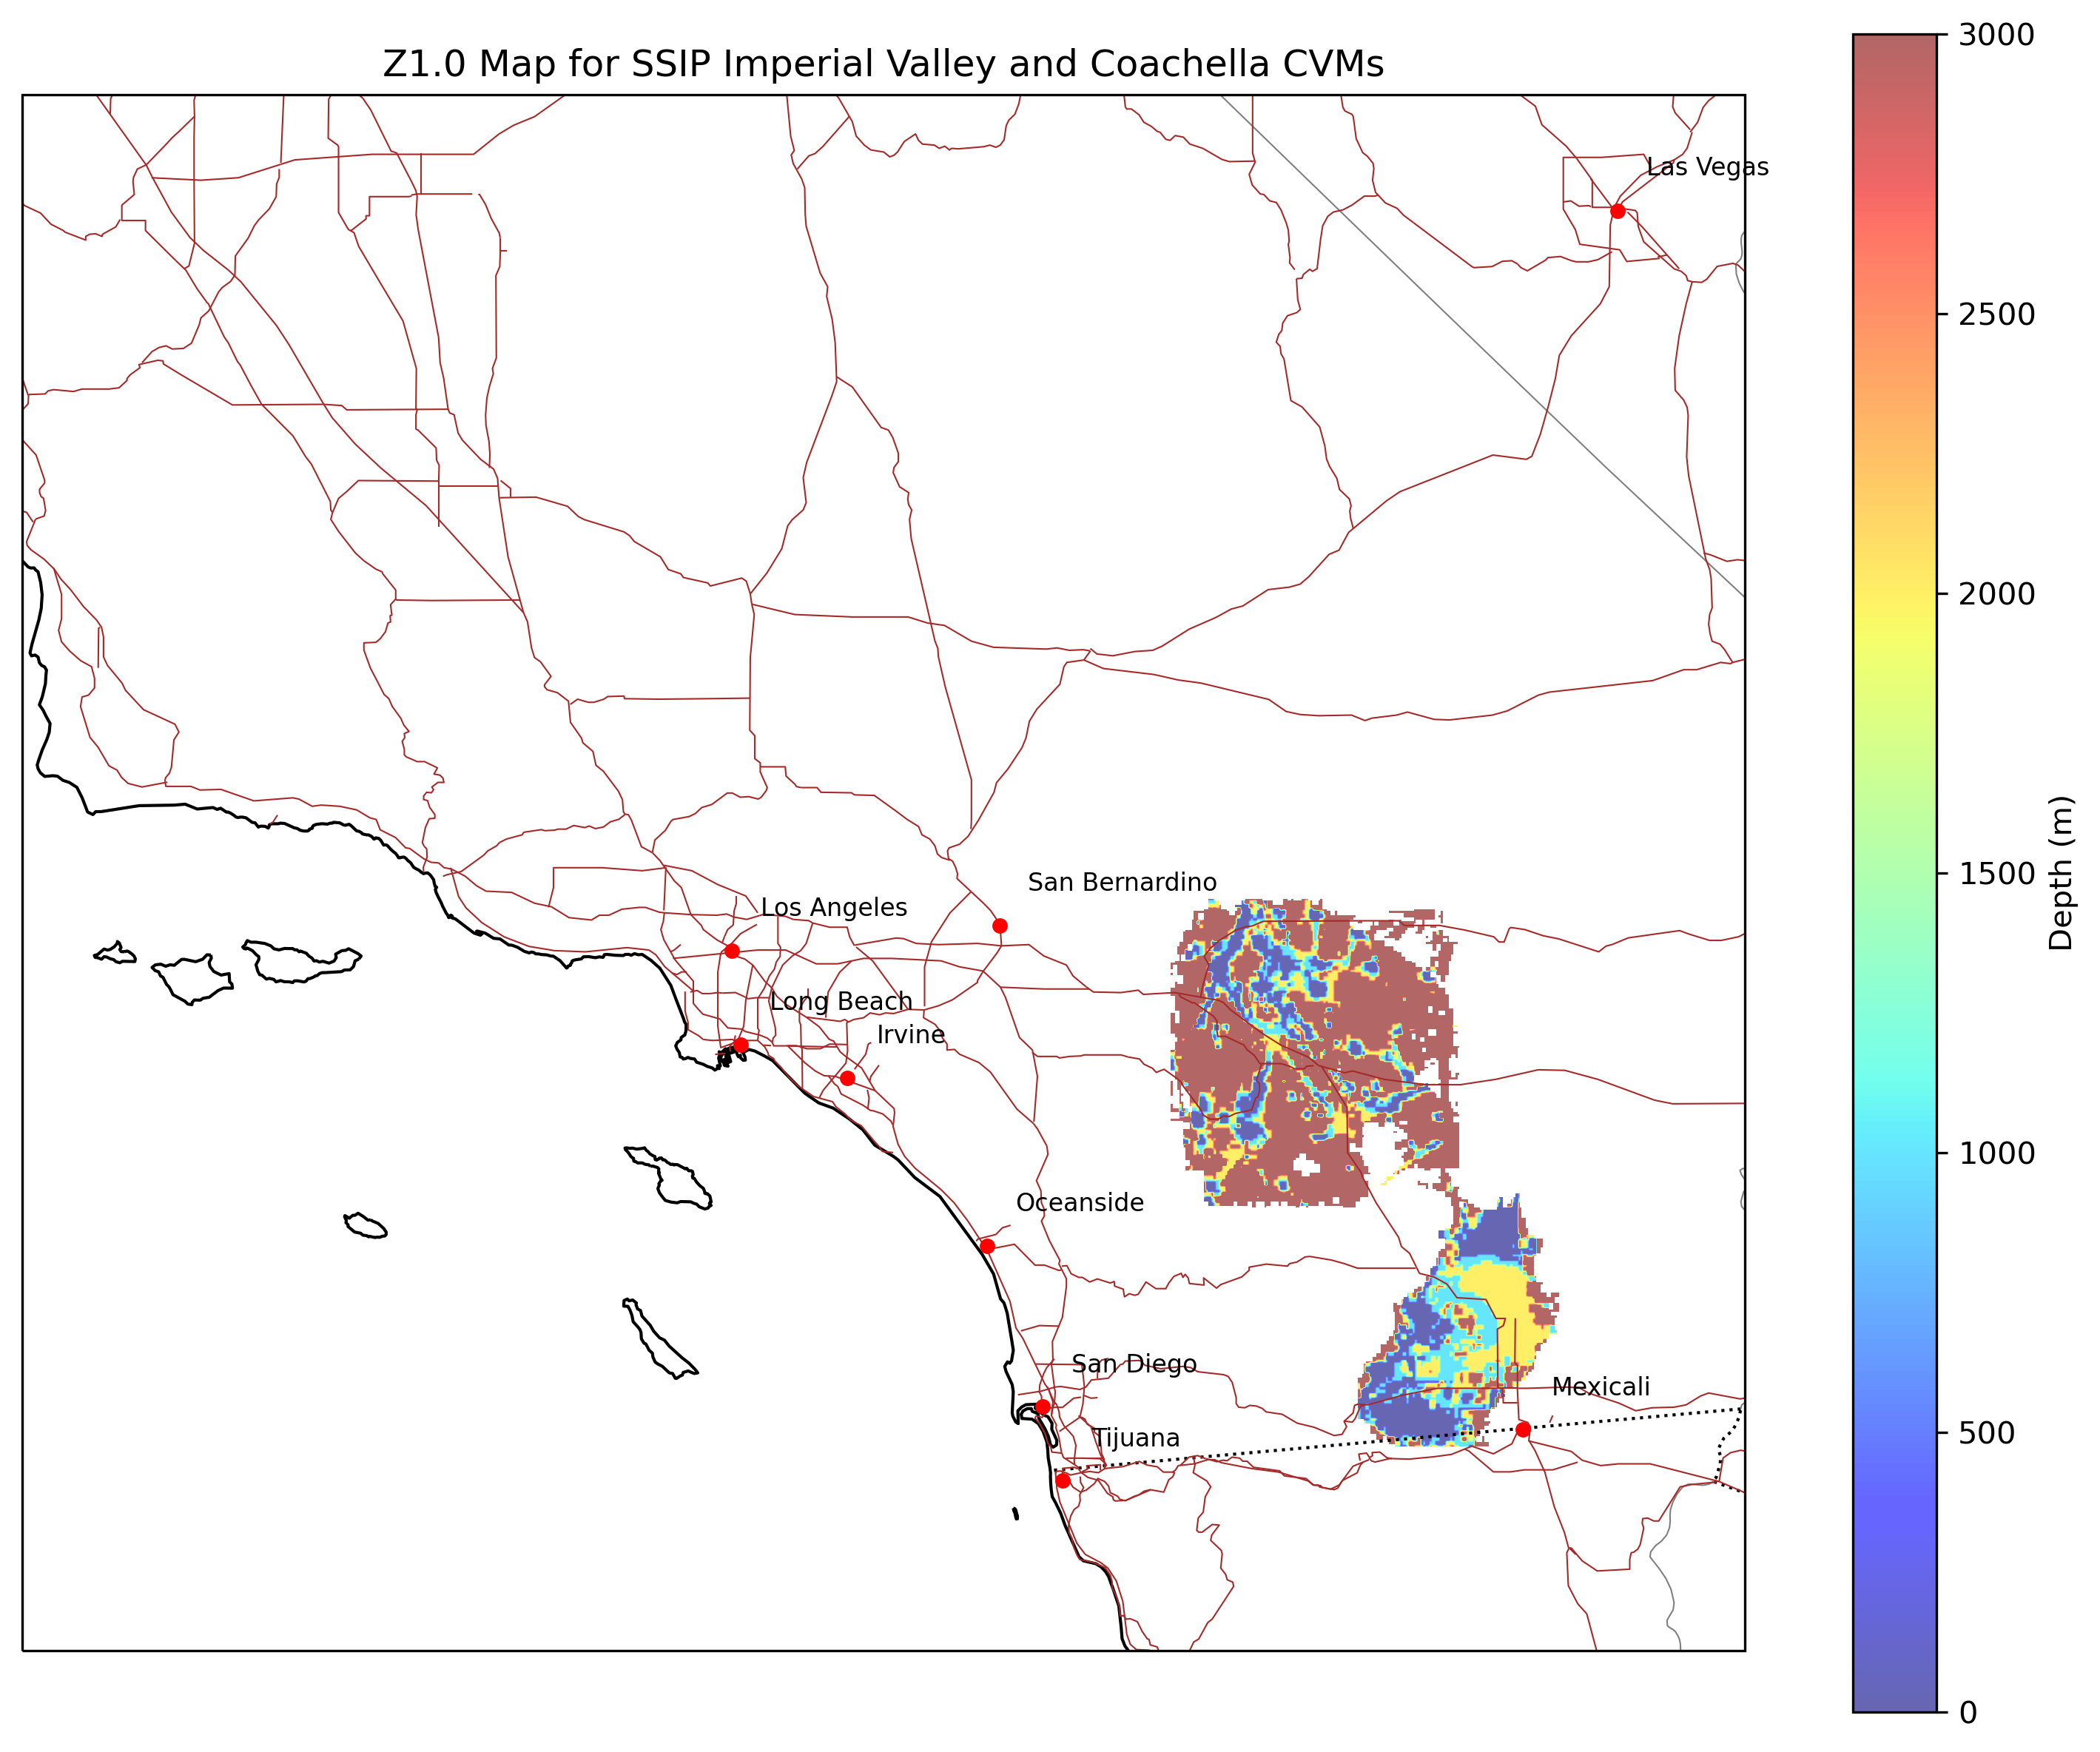 Z1.0 Map for SSIP Imperial Valley and Coachella CVMs
Las Vegas
San Bernardino
Los Angeles
Long Beach
Irvine
Oceanside
San Diego
Mexicali
Tijuana
3000
2500
2000
1500
1000
500
0
Depth (m)